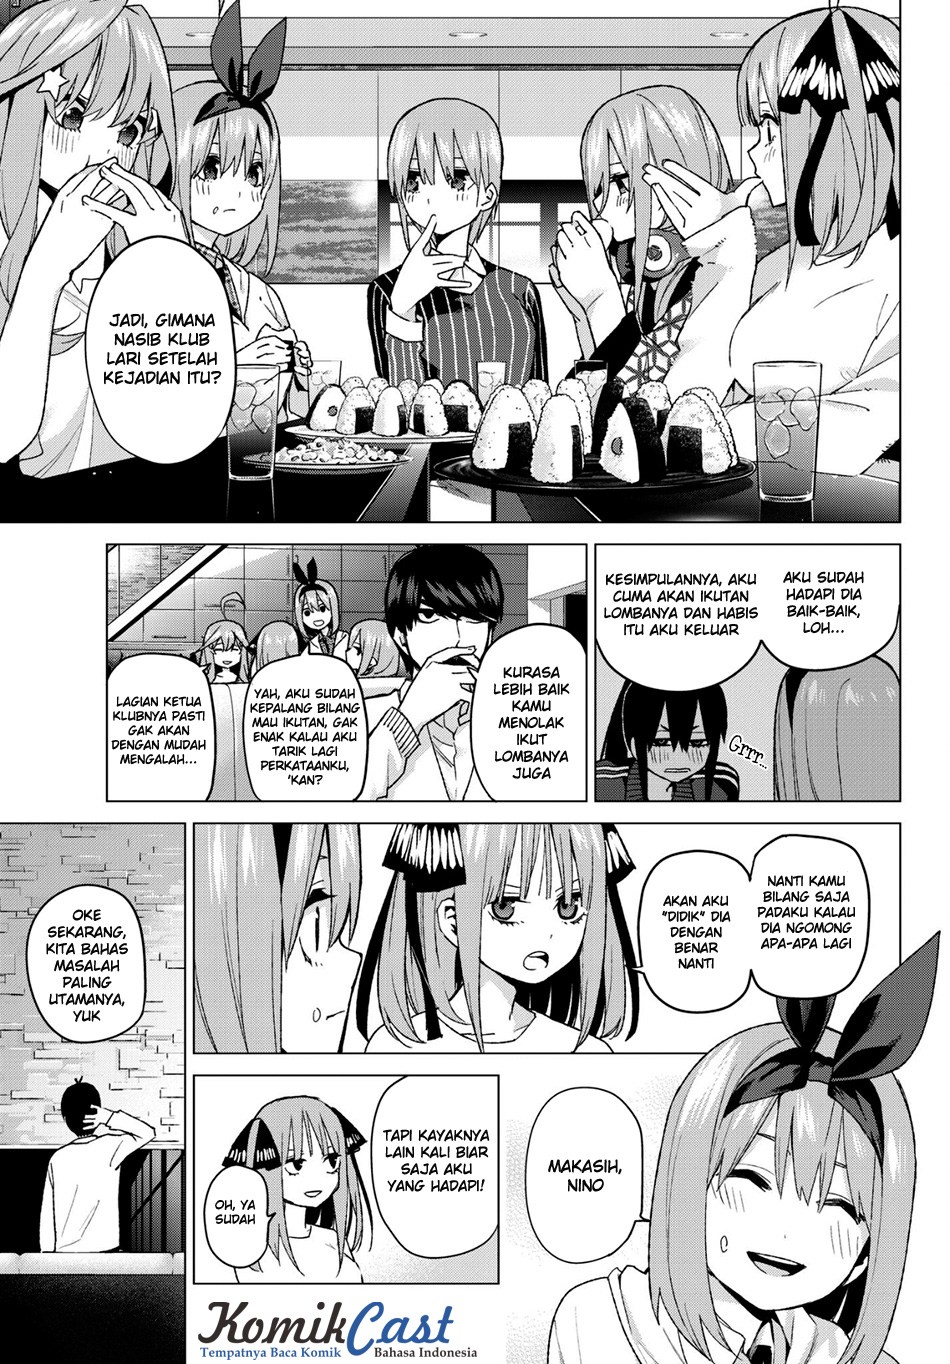 JADI, GIMANA
NASIB KLUB
LARI SETELAH
KEJADIAN ITU?
AKU SUDAH
HADAPI DIA
BAIK-BAIK,
LOH...
KESIMPULANNYA, AKU
CUMA AKAN IKUTAN
LOMBANYA DAN HABIS
ITU AKU KELUAR
Grrr...
KURASA
LEBIH BAIK
KAMU
MENOLAK
IKUT
LOMBANYA
JUGA
YAH, AKU SUDAH
KEPALANG BILANG
MAU IKUTAN, GAK
ENAK KALAU AKU
TARIK LAGI
PERKATAANKU,
'KAN?
LAGIAN KETUA
KLUBNYA PASTI
GAK AKAN
DENGAN MUDAH
MENGALAH...
NANTI KAMU
BILANG SAJA
PADAKU KALAU
DIA NGOMONG
APA-APA LAGI
AKAN AKU
"DIDIK" DIA
DENGAN
BENAR
NANTI
MAKASIH,
NINO
TAPI KAYAKNYA
LAIN KALI BIAR
SAJA AKU
YANG HADAPI!
OH, YA
SUDAH
OKE
SEKARANG,
KITA BAHAS
MASALAH
PALING
UTAMANYA,
YUK
KomikCast
Tempatnya Baca Komik Bahasa Indonesia